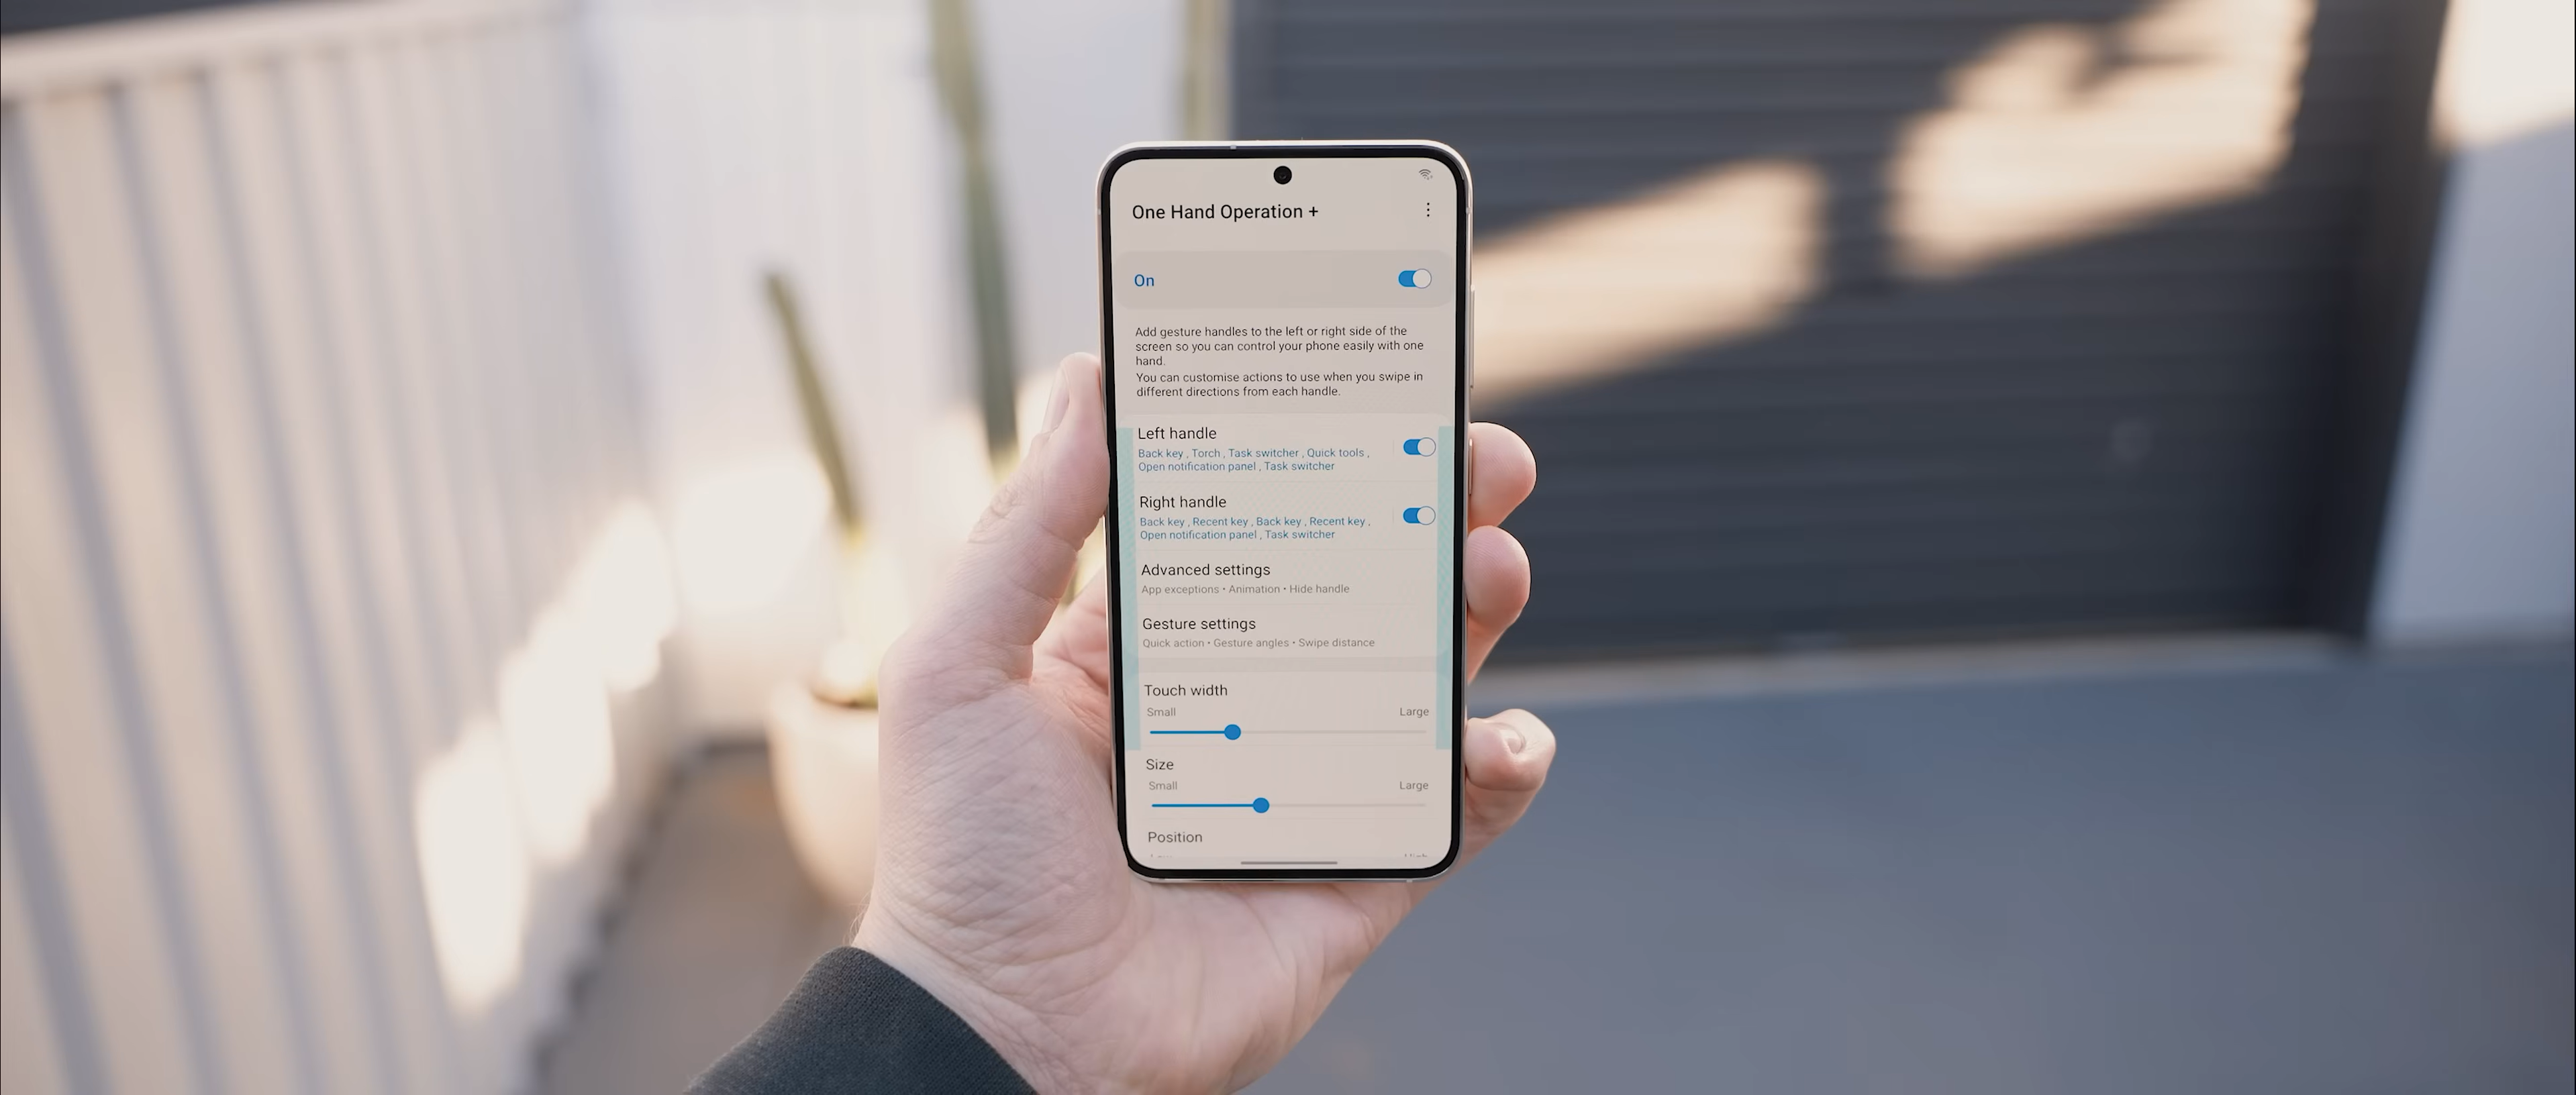 One Hand Operation +
On
Add gesture handles to the left or right side of the
screen so you can control your phone easily with one
hand.
You can customise actions to use when you swipe in
different directions from each handle.
Left handle
Back key , Torch , Task switcher , Quick tools ,
Open notification panel , Task switcher
Right handle
Back key , Recent key , Back key , Recent key ,
Open notification panel , Task switcher
Advanced settings
App exceptions • Animation • Hide handle
Gesture settings
Quick action • Gesture angles • Swipe distance
Touch width
Small Large
Size
Small Large
Position